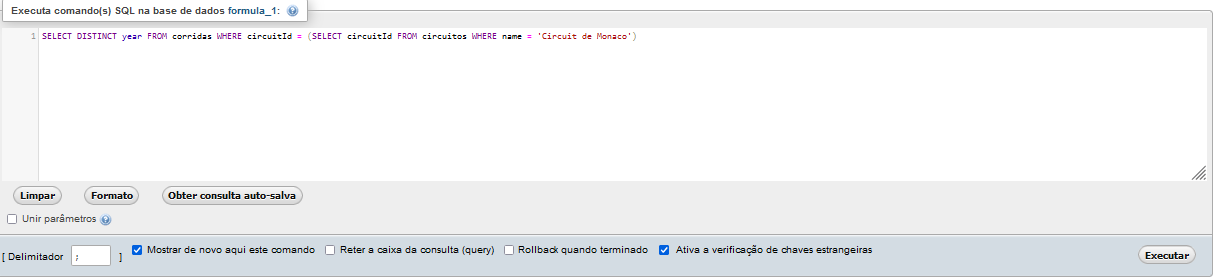 Executa comando(s) SQL na base de dados formula_1:
1 SELECT DISTINCT year FROM corridas WHERE circuitId = (SELECT circuitId FROM circuitos WHERE name = 'Circuit de Monaco')
Limpar Formato Obter consulta auto-salva
Unir parâmetros
[ Delimitador ; ] Mostrar de novo aqui este comando Reter a caixa da consulta (query) Rollback quando terminado Ativa a verificação de chaves estrangeiras Executar